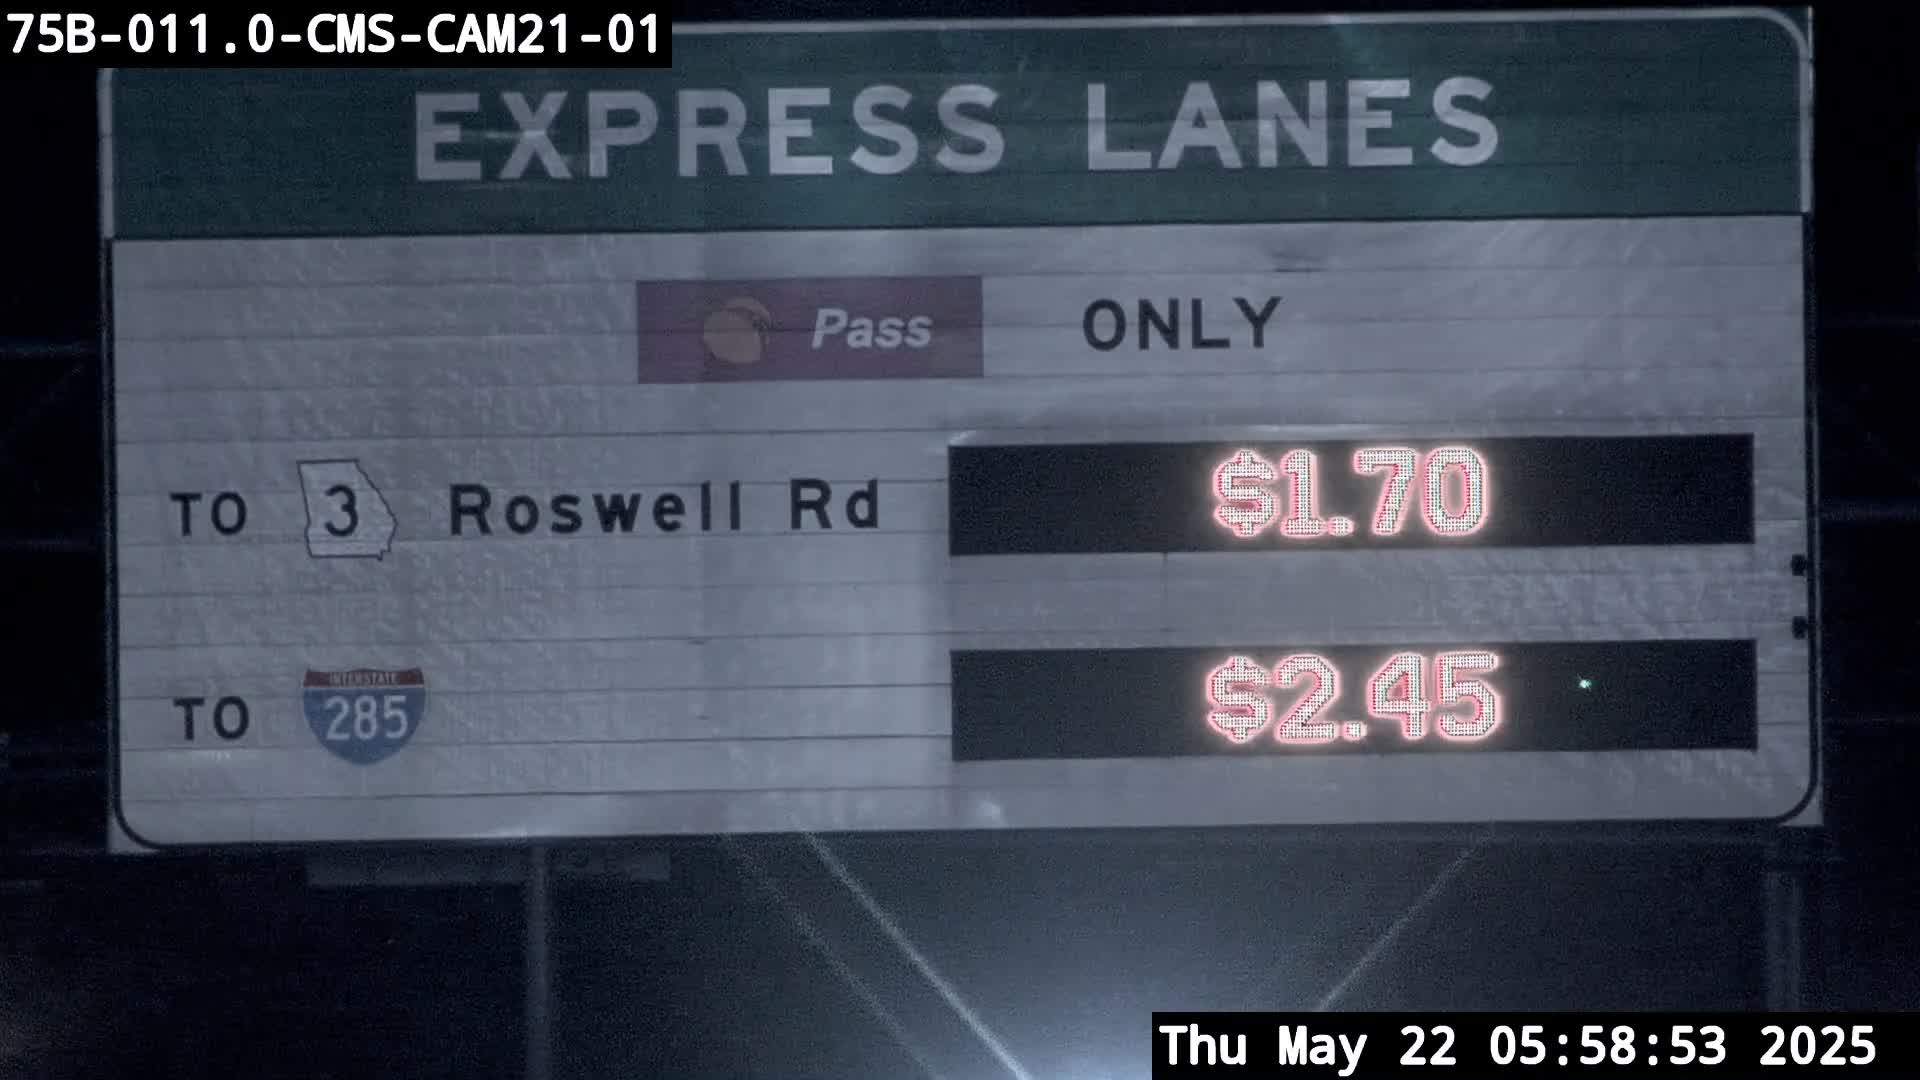 75B-011.0-CMS-CAM21-01
EXPRESS LANES
Pass ONLY
TO 3 Roswell Rd $1.70
TO INTERSTATE 285 $2.45
Thu May 22 05:58:53 2025